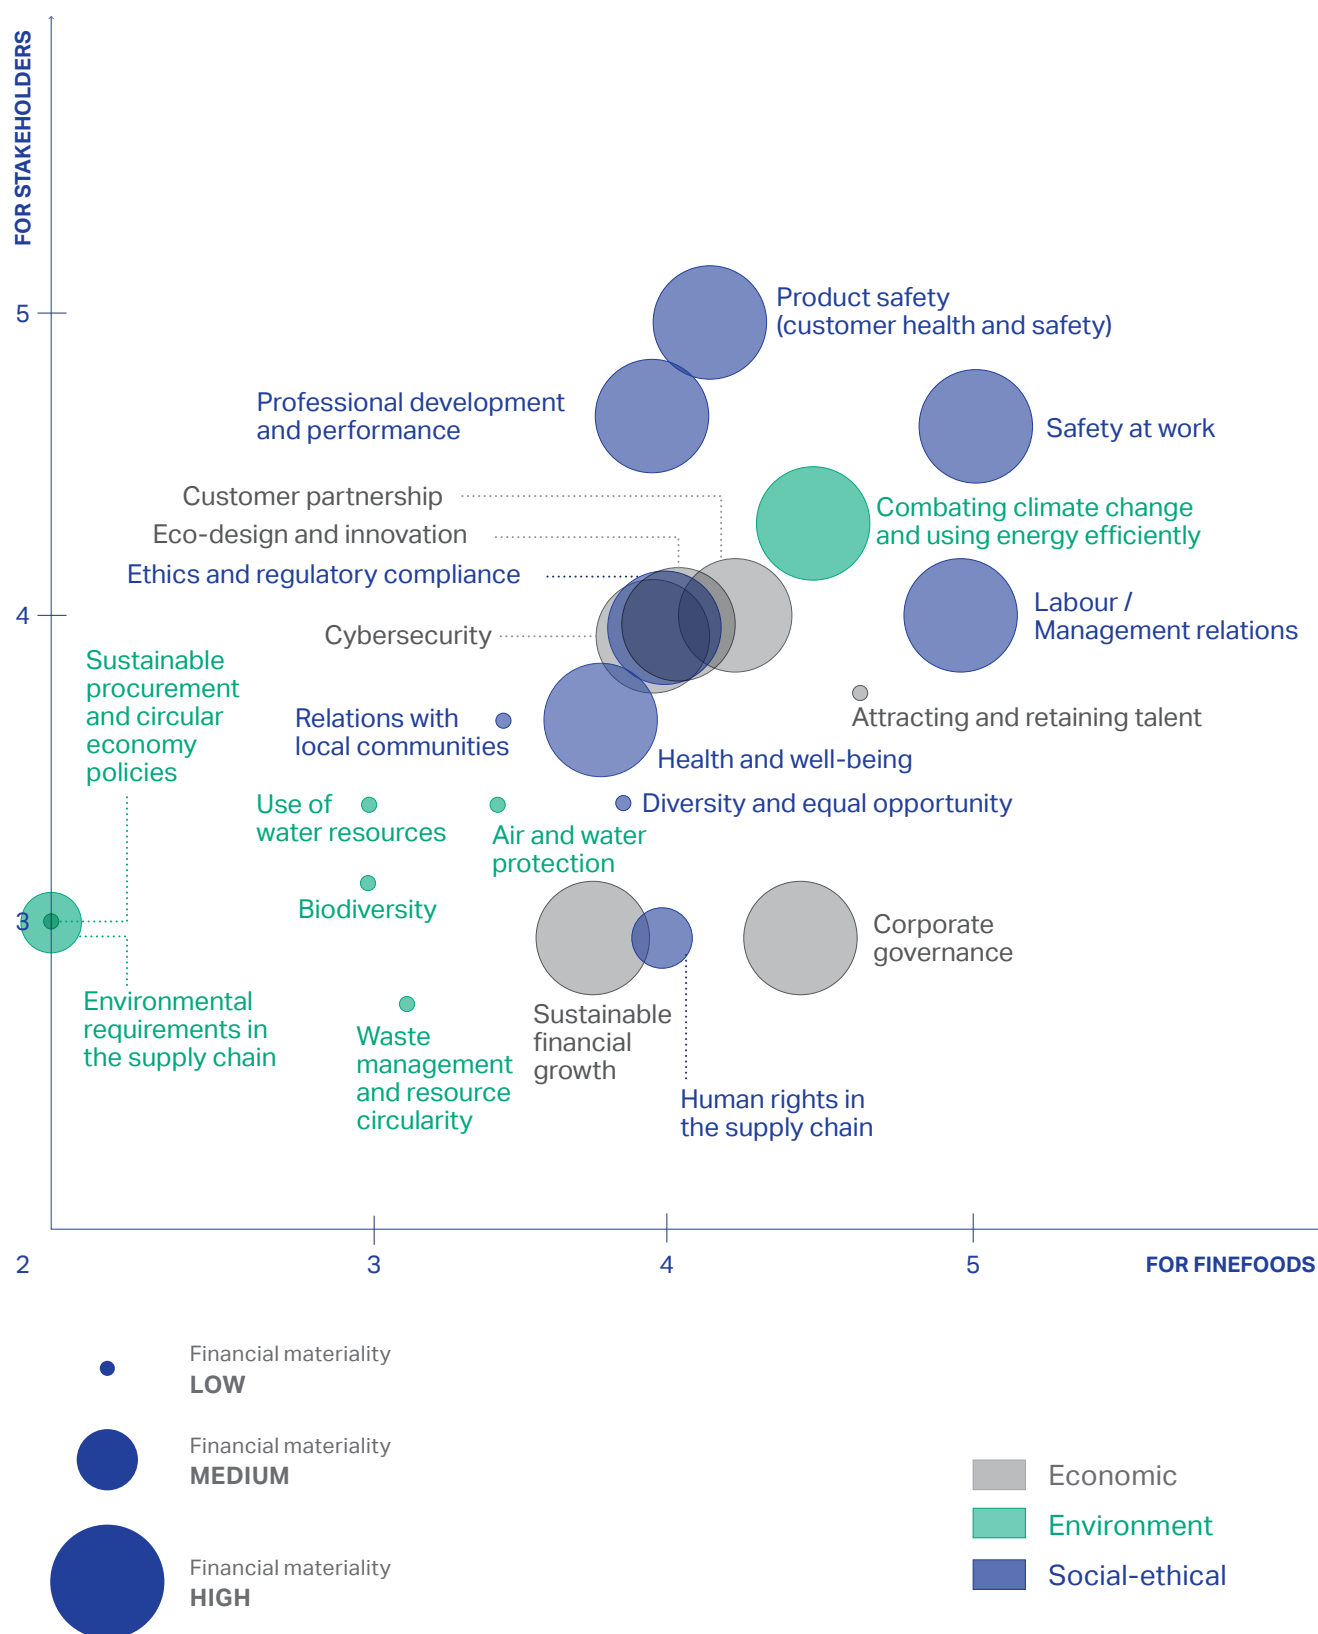 FOR STAKEHOLDERS
5
Product safety
(customer health and safety)
Professional development
and performance
Safety at work
Customer partnership
Combating climate change
and using energy efficiently
Eco-design and innovation
Ethics and regulatory compliance
4
Labour /
Management relations
Cybersecurity
Sustainable
procurement
and circular
economy
policies
Relations with
local communities
Attracting and retaining talent
Health and well-being
Use of
water resources
Diversity and equal opportunity
Air and water
protection
Biodiversity
3
Corporate
governance
Environmental
requirements in
the supply chain
Sustainable
financial
growth
Waste
management
and resource
circularity
Human rights in
the supply chain
2
3
4
5
FOR FINEFOODS
Financial materiality
LOW
Financial materiality
MEDIUM
Financial materiality
HIGH
Economic
Environment
Social-ethical